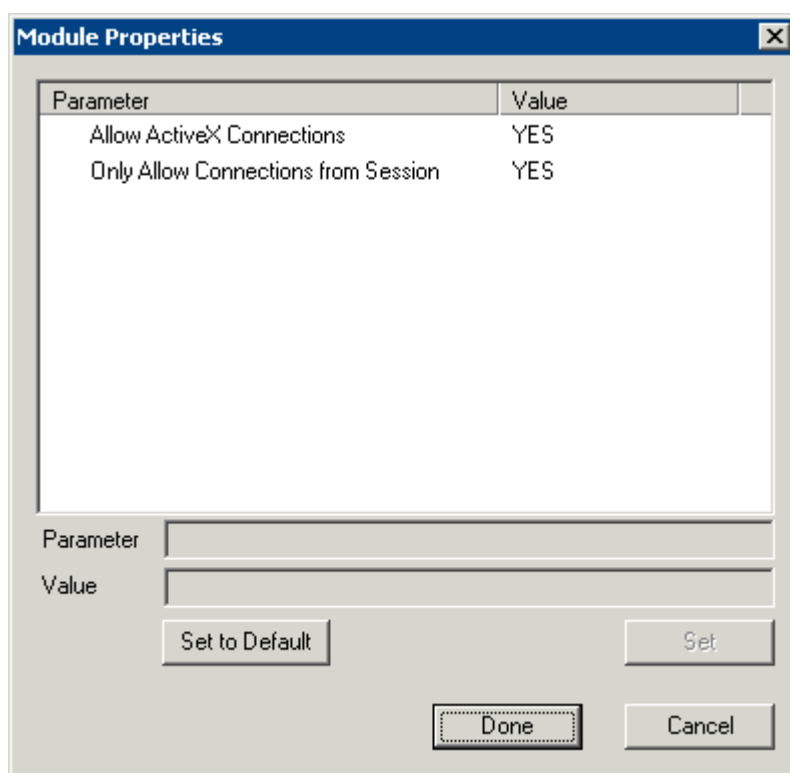 Module Properties
Parameter Value
Allow ActiveX Connections YES
Only Allow Connections from Session YES
Parameter
Value
Set to Default Set
Done Cancel